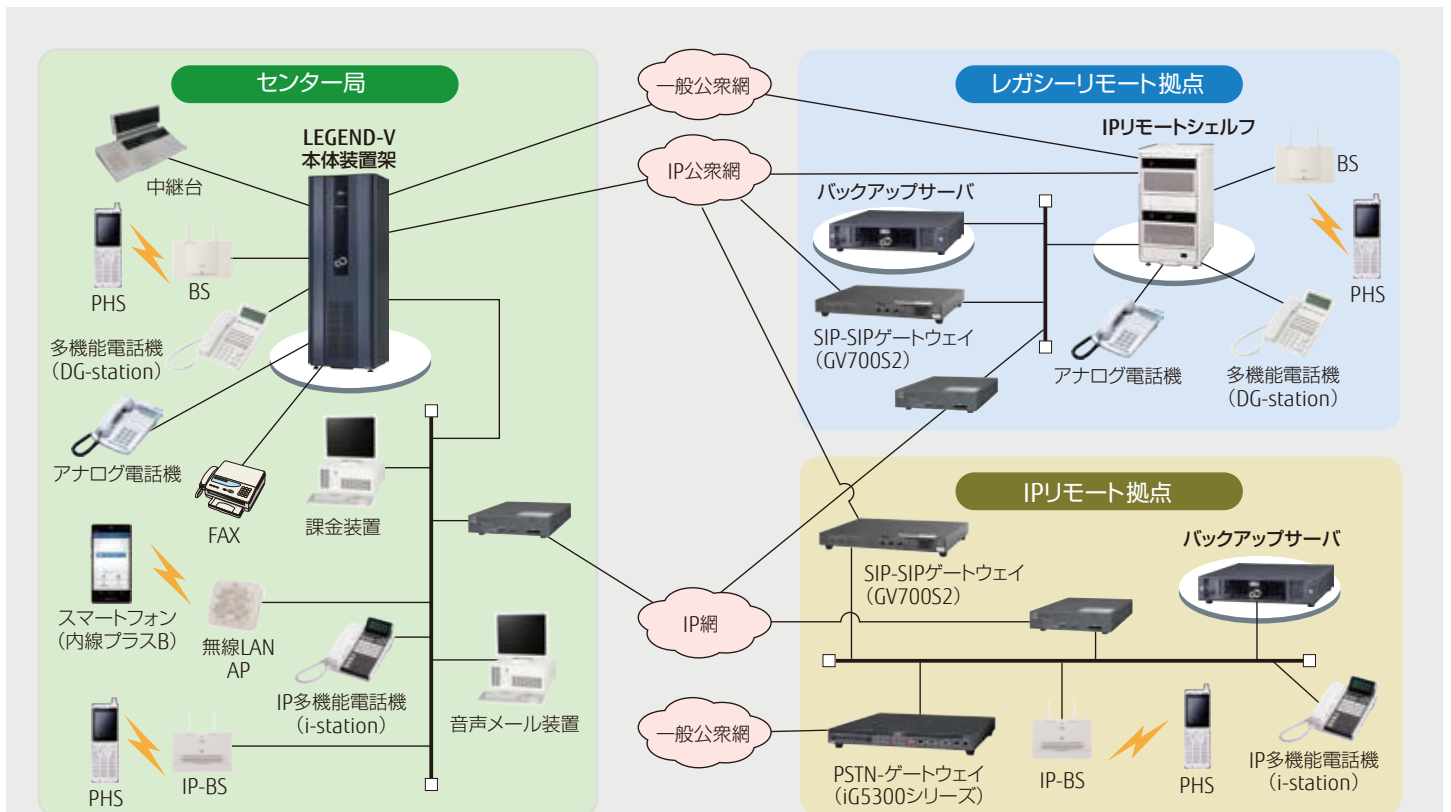 センター局
LEGEND-V
本体装置架
中継台
PHS
BS
多機能電話機
（DG-station）
アナログ電話機
FAX
課金装置
スマートフォン
（内線プラスB）
無線LAN
AP
IP多機能電話機
（i-station）
音声メール装置
PHS
IP-BS
一般公衆網
IP公衆網
IP網
一般公衆網
レガシーリモート拠点
IPリモートシェルフ
BS
バックアップサーバ
PHS
SIP-SIPゲートウェイ
（GV700S2）
アナログ電話機
多機能電話機
（DG-station）
IPリモート拠点
SIP-SIPゲートウェイ
（GV700S2）
バックアップサーバ
PSTN-ゲートウェイ
（iG5300シリーズ）
IP-BS
PHS
IP多機能電話機
（i-station）